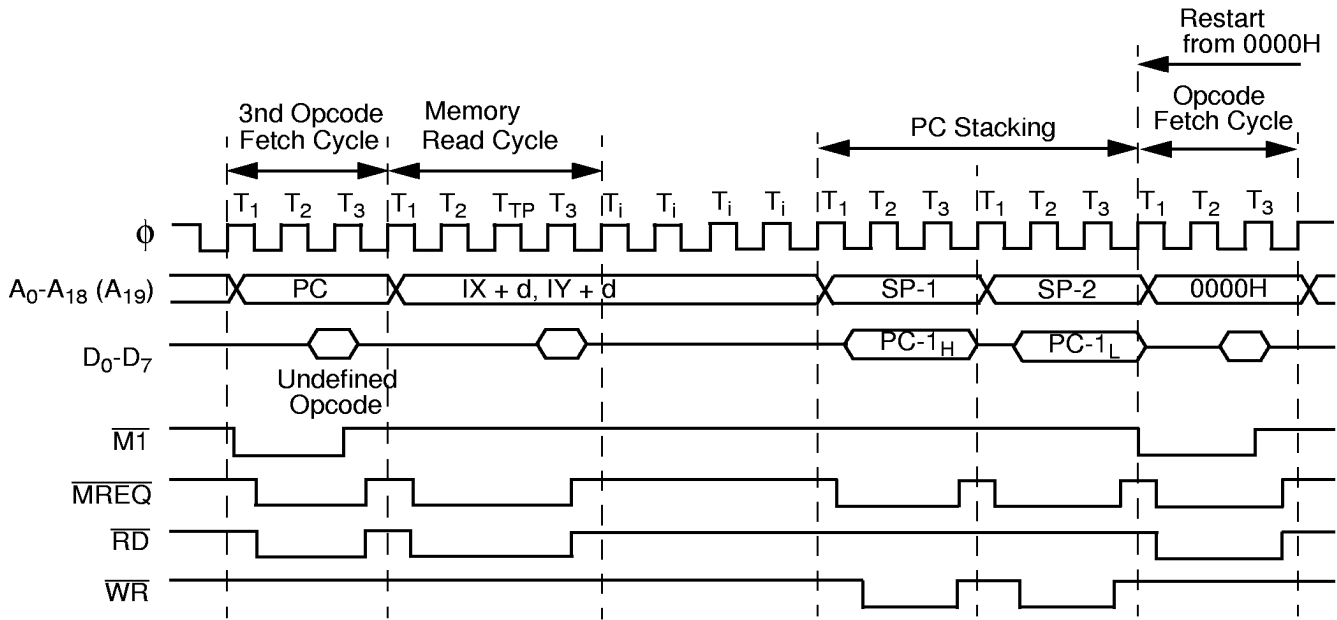 Restart
from 0000H
3nd Opcode
Fetch Cycle
Memory
Read Cycle
PC Stacking
Opcode
Fetch Cycle
T1 T2 T3 T1 T2 TTP T3 Ti Ti Ti Ti T1 T2 T3 T1 T2 T3 T1 T2 T3
ϕ
A0-A18 (A19) PC IX + d, IY + d SP-1 SP-2 0000H
D0-D7 PC-1H PC-1L
Undefined
Opcode
M1
MREQ
RD
WR